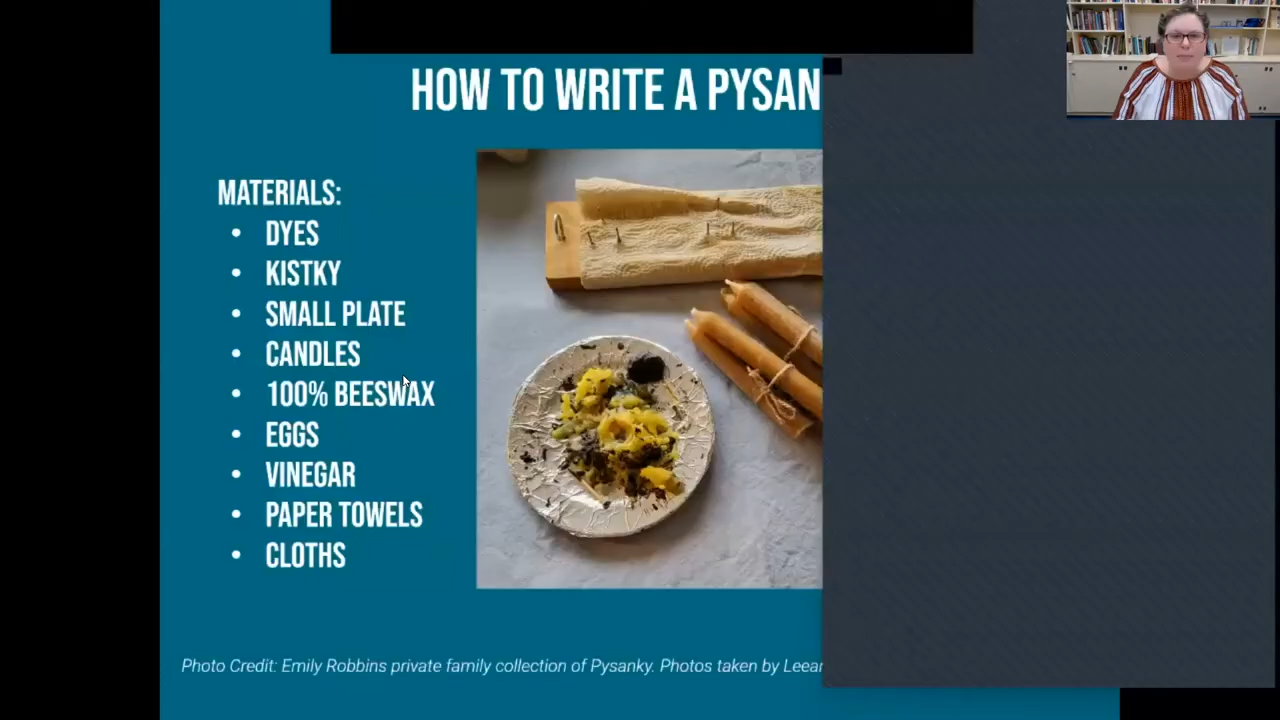 HOW TO WRITE A PYSAN
MATERIALS:
• DYES
• KISTKY
• SMALL PLATE
• CANDLES
• 100% BEESWAX
• EGGS
• VINEGAR
• PAPER TOWELS
• CLOTHS
Photo Credit: Emily Robbins private family collection of Pysanky. Photos taken by Leear